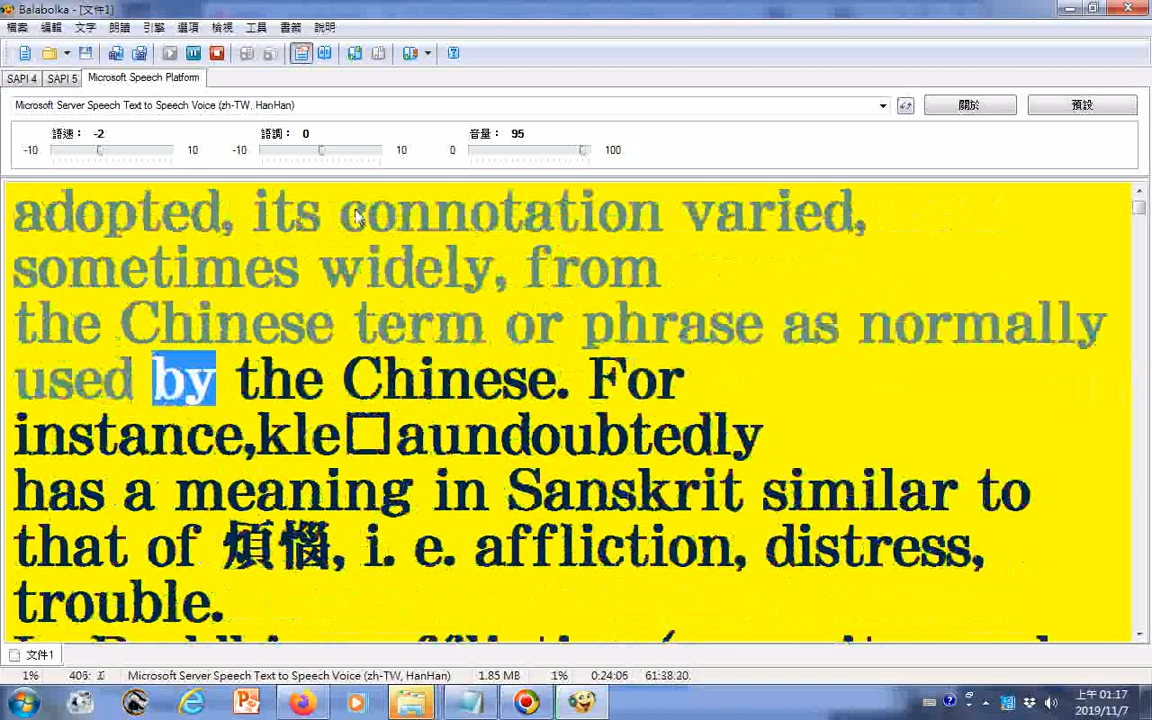 Balabolka - [文件1]
檔案 編輯 文字 朗讀 引擎 選項 檢視 工具 書籤 說明
SAPI 4 SAPI 5 Microsoft Speech Platform
Microsoft Server Speech Text to Speech Voice (zh-TW, HanHan) 關於 預設
語速： -2 語調： 0 音量： 95
-10 10 -10 10 0 100
adopted, its connotation varied,
sometimes widely, from
the Chinese term or phrase as normally
used by the Chinese. For
instance,kle□aundoubtedly
has a meaning in Sanskrit similar to
that of 煩惱, i. e. affliction, distress,
trouble.
文件1
1% Microsoft Server Speech Text to Speech Voice (zh-TW, HanHan) 1.85 MB 1% 0:24:06 61:38:20.
上午 01:17
2019/11/7